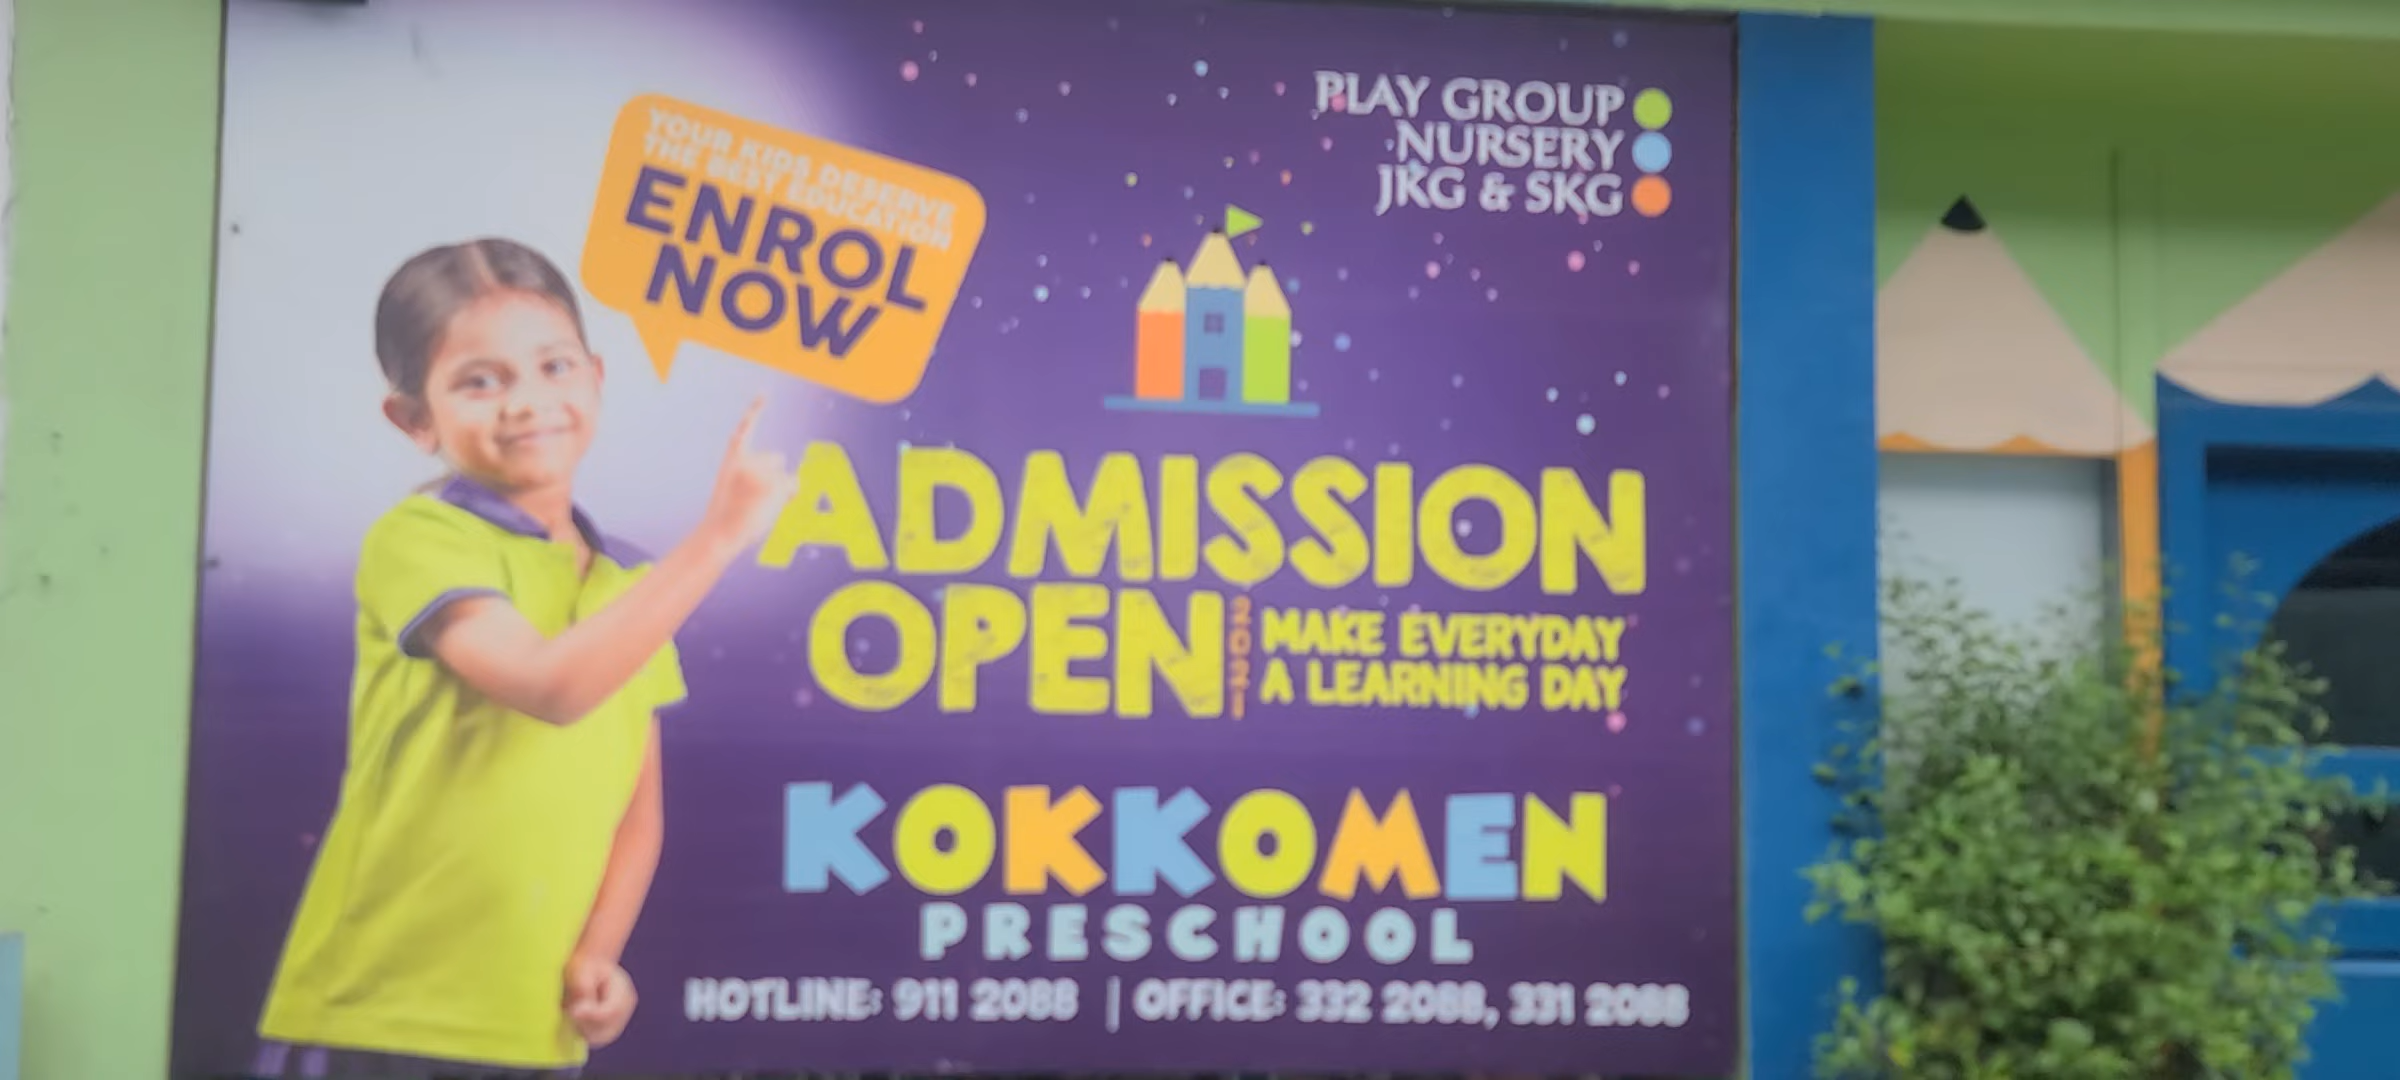 YOUR KIDS DESERVE
THE BEST EDUCATION
ENROL
NOW
PLAY GROUP
NURSERY
JKG & SKG
ADMISSION
OPEN
2021
MAKE EVERYDAY
A LEARNING DAY
KOKKOMEN
PRESCHOOL
HOTLINE: 911 2088 | OFFICE: 332 2088, 331 2088